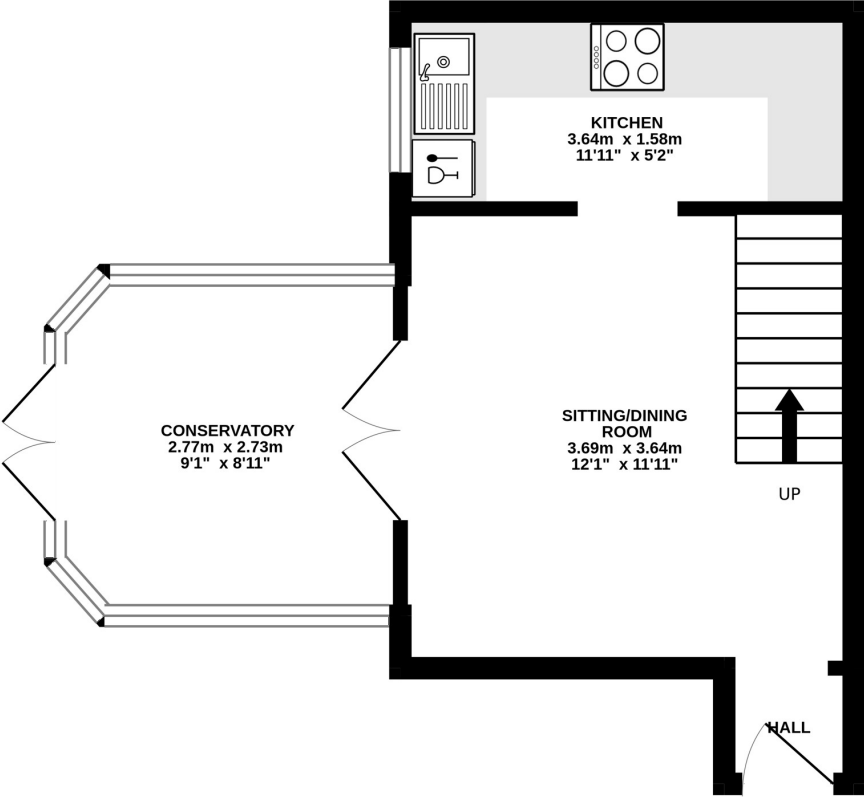 KITCHEN
3.64m x 1.58m
11'11" x 5'2"
CONSERVATORY
2.77m x 2.73m
9'1" x 8'11"
SITTING/DINING
ROOM
3.69m x 3.64m
12'1" x 11'11"
UP
HALL